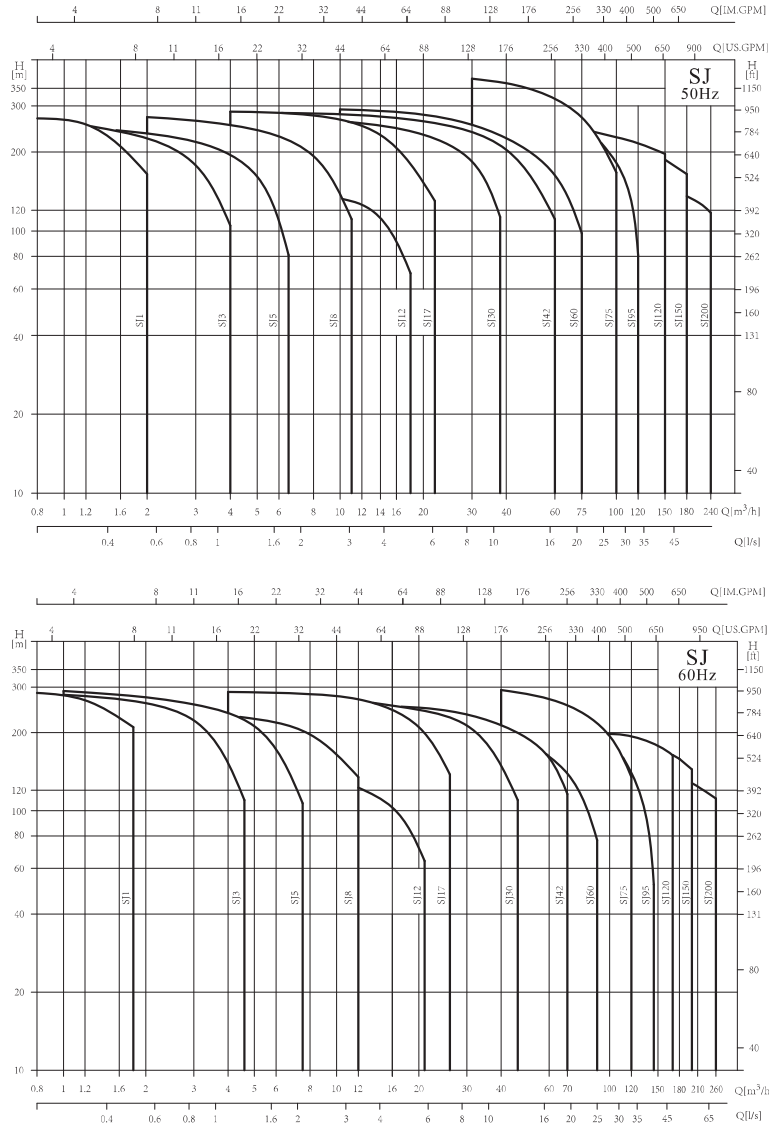 4 8 11 16 22 32 44 64 88 128 176 256 330 400 500 650 Q[IM.GPM]
4 8 11 16 22 32 44 64 88 128 176 256 330 400 500 650 900 Q[US.GPM]
H [m]
H [ft]
SJ
50Hz
350 1150
300 950
784
200 640
524
120 392
100 320
80 262
60 196
160
40 131
80
20
40
10
SJ1 SJ3 SJ5 SJ8 SJ12 SJ17 SJ30 SJ42 SJ60 SJ75 SJ95 SJ120 SJ150 SJ200
0.8 1 1.2 1.6 2 3 4 5 6 8 10 12 14 16 20 30 40 60 75 100 120 150 180 240 Q[m³/h]
0.4 0.6 0.8 1 1.6 2 3 4 6 8 10 16 20 25 30 35 45 Q[l/s]
4 8 11 16 22 32 44 64 88 128 176 256 330 400 500 650 Q[IM.GPM]
4 8 11 16 22 32 44 64 88 128 176 256 330 400 500 650 950 Q[US.GPM]
H [m]
H [ft]
SJ
60Hz
350 1150
300 950
784
200 640
524
120 392
100 320
80 262
60 196
160
40 131
80
20
40
10
SJ1 SJ3 SJ5 SJ8 SJ12 SJ17 SJ30 SJ42 SJ60 SJ75 SJ95 SJ120 SJ150 SJ200
0.8 1 1.2 1.6 2 3 4 5 6 8 10 12 16 20 30 40 60 70 100 120 150 180 210 260 Q[m³/h
0.4 0.6 0.8 1 1.6 2 3 4 6 8 10 16 20 25 30 35 45 65 Q[l/s]